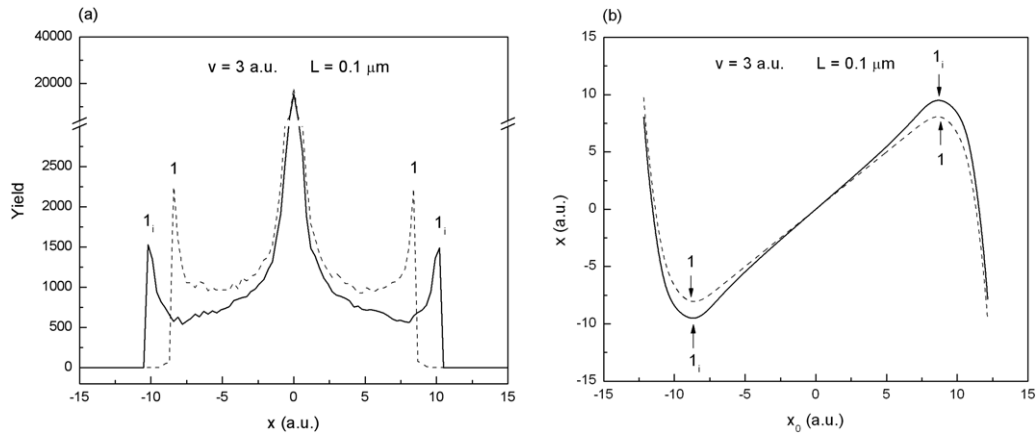 (a)
v = 3 a.u. L = 0.1 μm
40000
20000
2500
2000
1500
1000
500
0
Yield
1
1
1i
1i
-15 -10 -5 0 5 10 15
x (a.u.)
(b)
v = 3 a.u. L = 0.1 μm
15
10
5
0
-5
-10
-15
x (a.u.)
1i
1
1
1i
-15 -10 -5 0 5 10 15
x0 (a.u.)